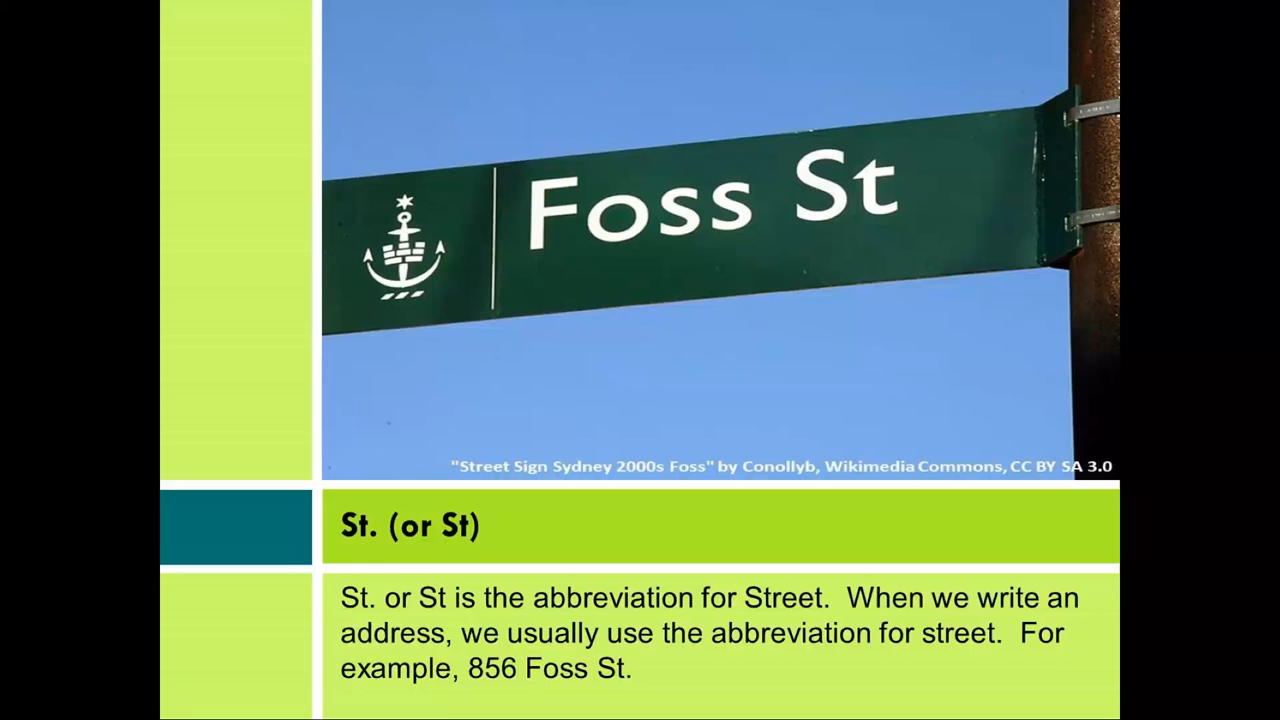 Foss St
"Street Sign Sydney 2000s Foss" by Conollyb, Wikimedia Commons, CC BY SA 3.0
St. (or St)
St. or St is the abbreviation for Street.  When we write an
address, we usually use the abbreviation for street.  For
example, 856 Foss St.